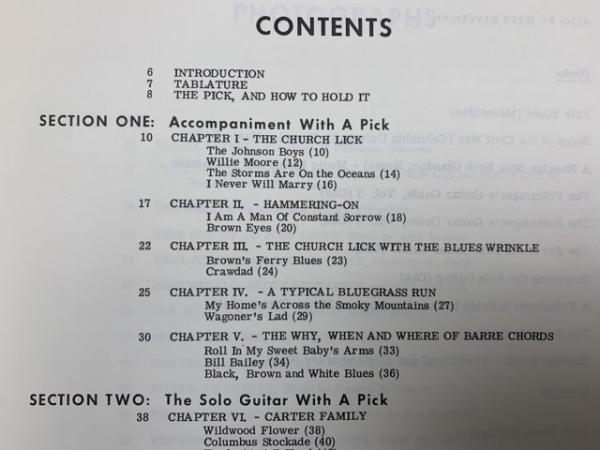 CONTENTS
6 INTRODUCTION
7 TABLATURE
8 THE PICK, AND HOW TO HOLD IT
SECTION ONE: Accompaniment With A Pick
10 CHAPTER I - THE CHURCH LICK
The Johnson Boys (10)
Willie Moore (12)
The Storms Are On the Oceans (14)
I Never Will Marry (16)
17 CHAPTER II. - HAMMERING-ON
I Am A Man Of Constant Sorrow (18)
Brown Eyes (20)
22 CHAPTER III. - THE CHURCH LICK WITH THE BLUES WRINKLE
Brown's Ferry Blues (23)
Crawdad (24)
25 CHAPTER IV. - A TYPICAL BLUEGRASS RUN
My Home's Across the Smoky Mountains (27)
Wagoner's Lad (29)
30 CHAPTER V. - THE WHY, WHEN AND WHERE OF BARRE CHORDS
Roll In My Sweet Baby's Arms (33)
Bill Bailey (34)
Black, Brown and White Blues (36)
SECTION TWO: The Solo Guitar With A Pick
38 CHAPTER VI. - CARTER FAMILY
Wildwood Flower (38)
Columbus Stockade (40)